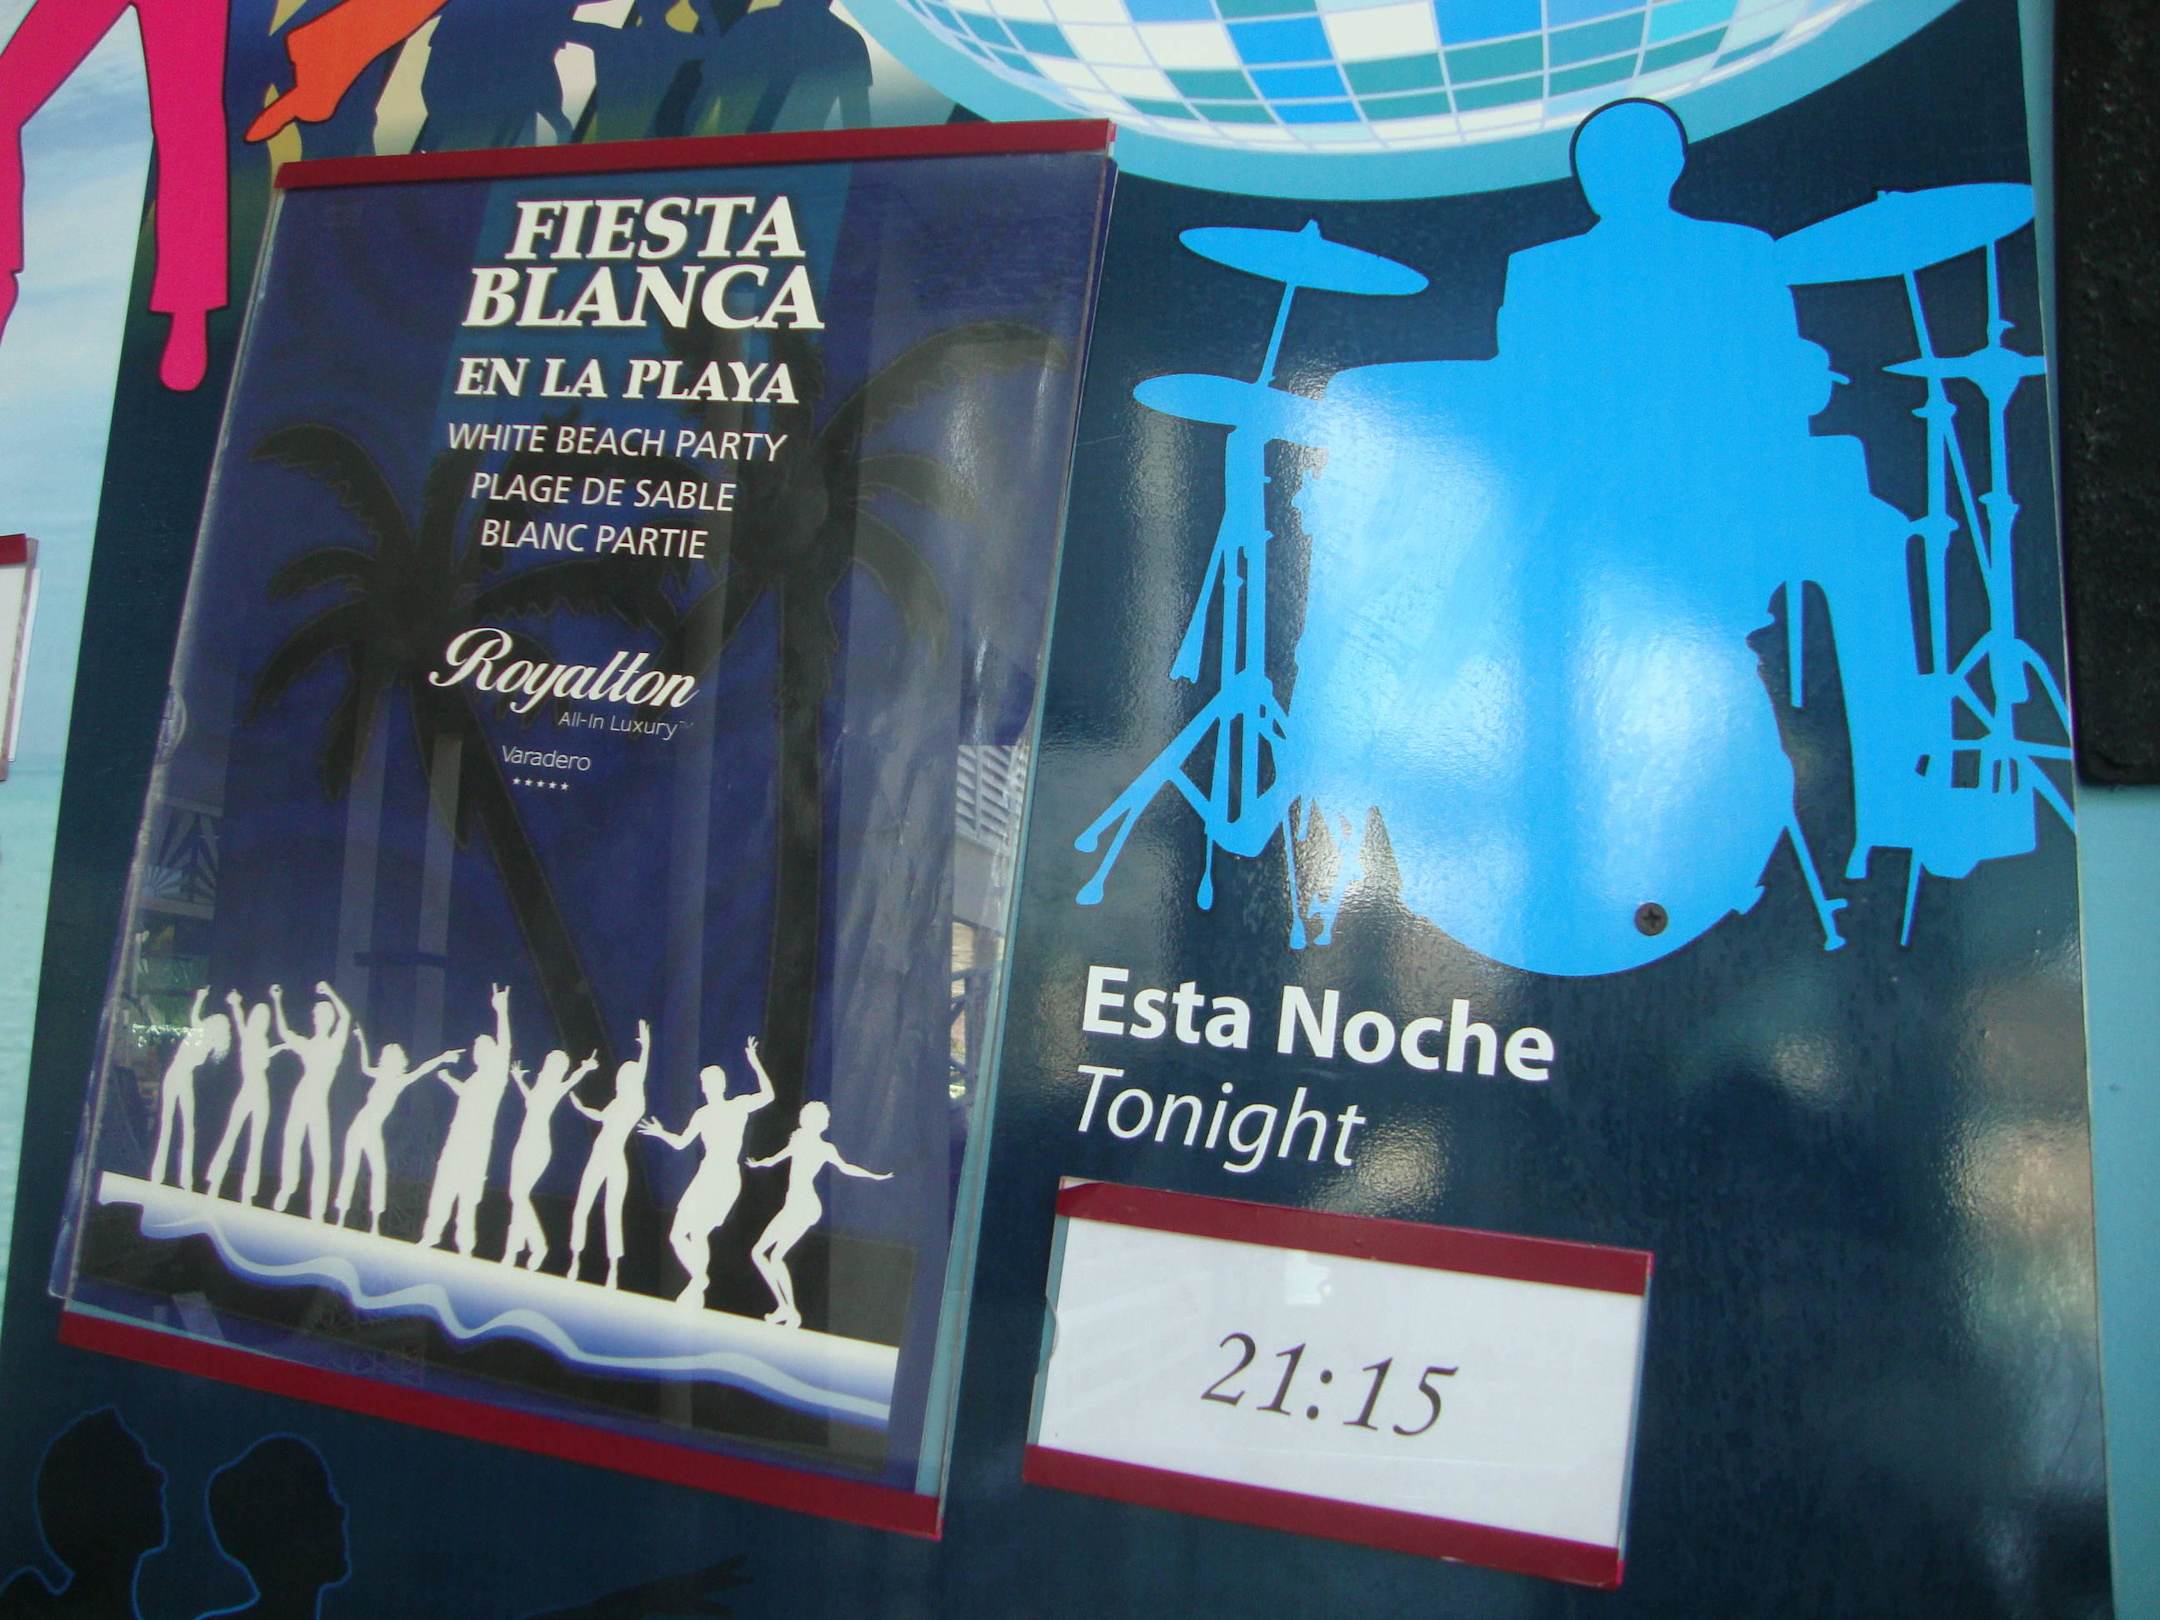 FIESTA
BLANCA
EN LA PLAYA
WHITE BEACH PARTY
PLAGE DE SABLE
BLANC PARTIE
Royalton
All-In Luxury™
Varadero
★★★★★
Esta Noche
Tonight
21:15